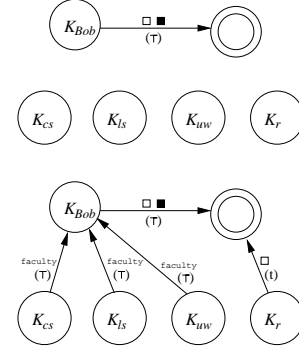 K_Bob □ ■
(⊤)
K_cs K_ls K_uw K_r
K_Bob □ ■
(⊤)
faculty faculty faculty □
(⊤) (⊤) (⊤) (t)
K_cs K_ls K_uw K_r